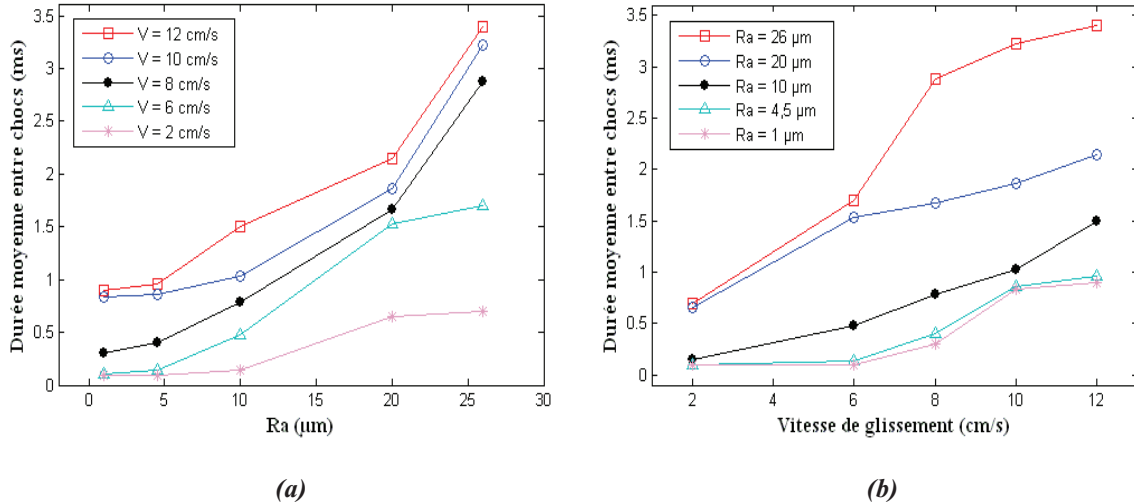 Durée moyenne entre chocs (ms)
3.5
3
2.5
2
1.5
1
0.5
0
V = 12 cm/s
V = 10 cm/s
V = 8 cm/s
V = 6 cm/s
V = 2 cm/s
0
5
10
15
20
25
30
Ra (µm)
(a)
Durée moyenne entre chocs (ms)
3.5
3
2.5
2
1.5
1
0.5
0
Ra = 26 µm
Ra = 20 µm
Ra = 10 µm
Ra = 4,5 µm
Ra = 1 µm
2
4
6
8
10
12
Vitesse de glissement (cm/s)
(b)